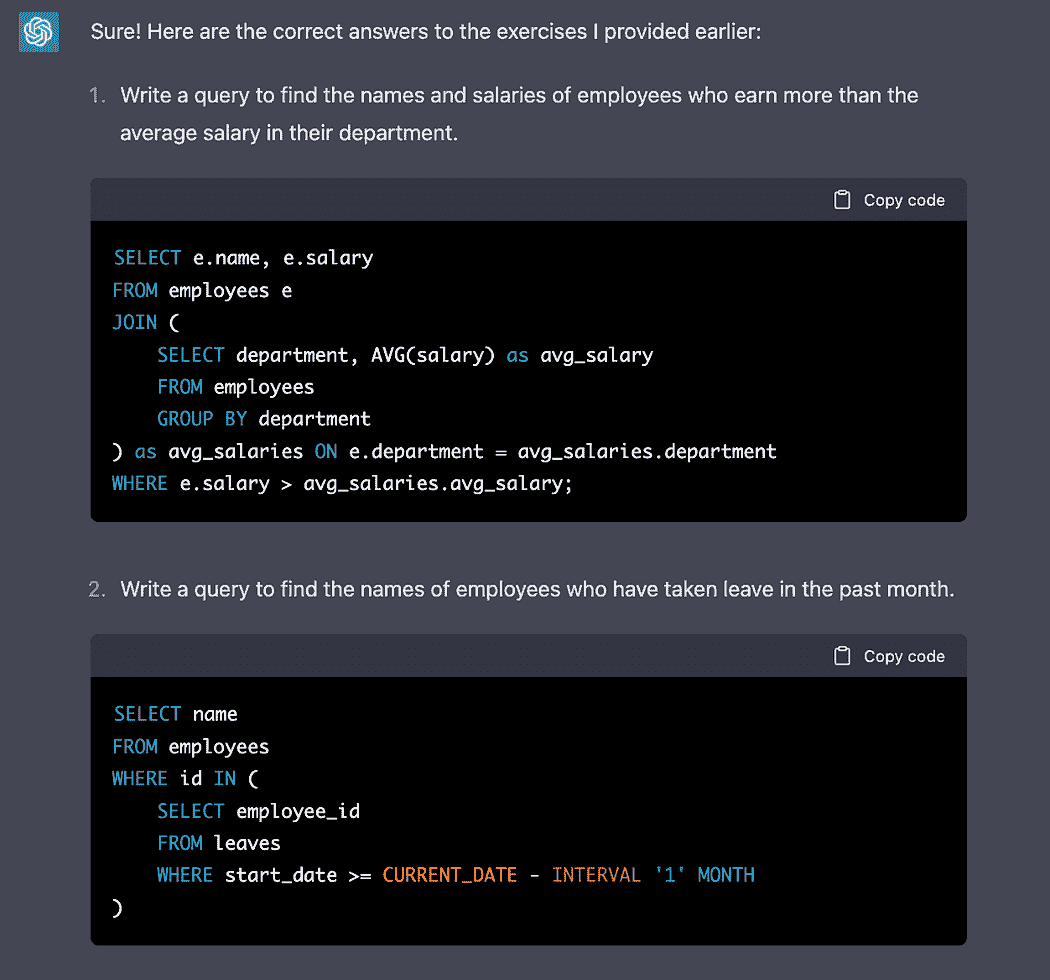 Sure! Here are the correct answers to the exercises I provided earlier:
1. Write a query to find the names and salaries of employees who earn more than the
average salary in their department.
Copy code
SELECT e.name, e.salary
FROM employees e
JOIN (
    SELECT department, AVG(salary) as avg_salary
    FROM employees
    GROUP BY department
) as avg_salaries ON e.department = avg_salaries.department
WHERE e.salary > avg_salaries.avg_salary;
2. Write a query to find the names of employees who have taken leave in the past month.
Copy code
SELECT name
FROM employees
WHERE id IN (
    SELECT employee_id
    FROM leaves
    WHERE start_date >= CURRENT_DATE - INTERVAL '1' MONTH
)